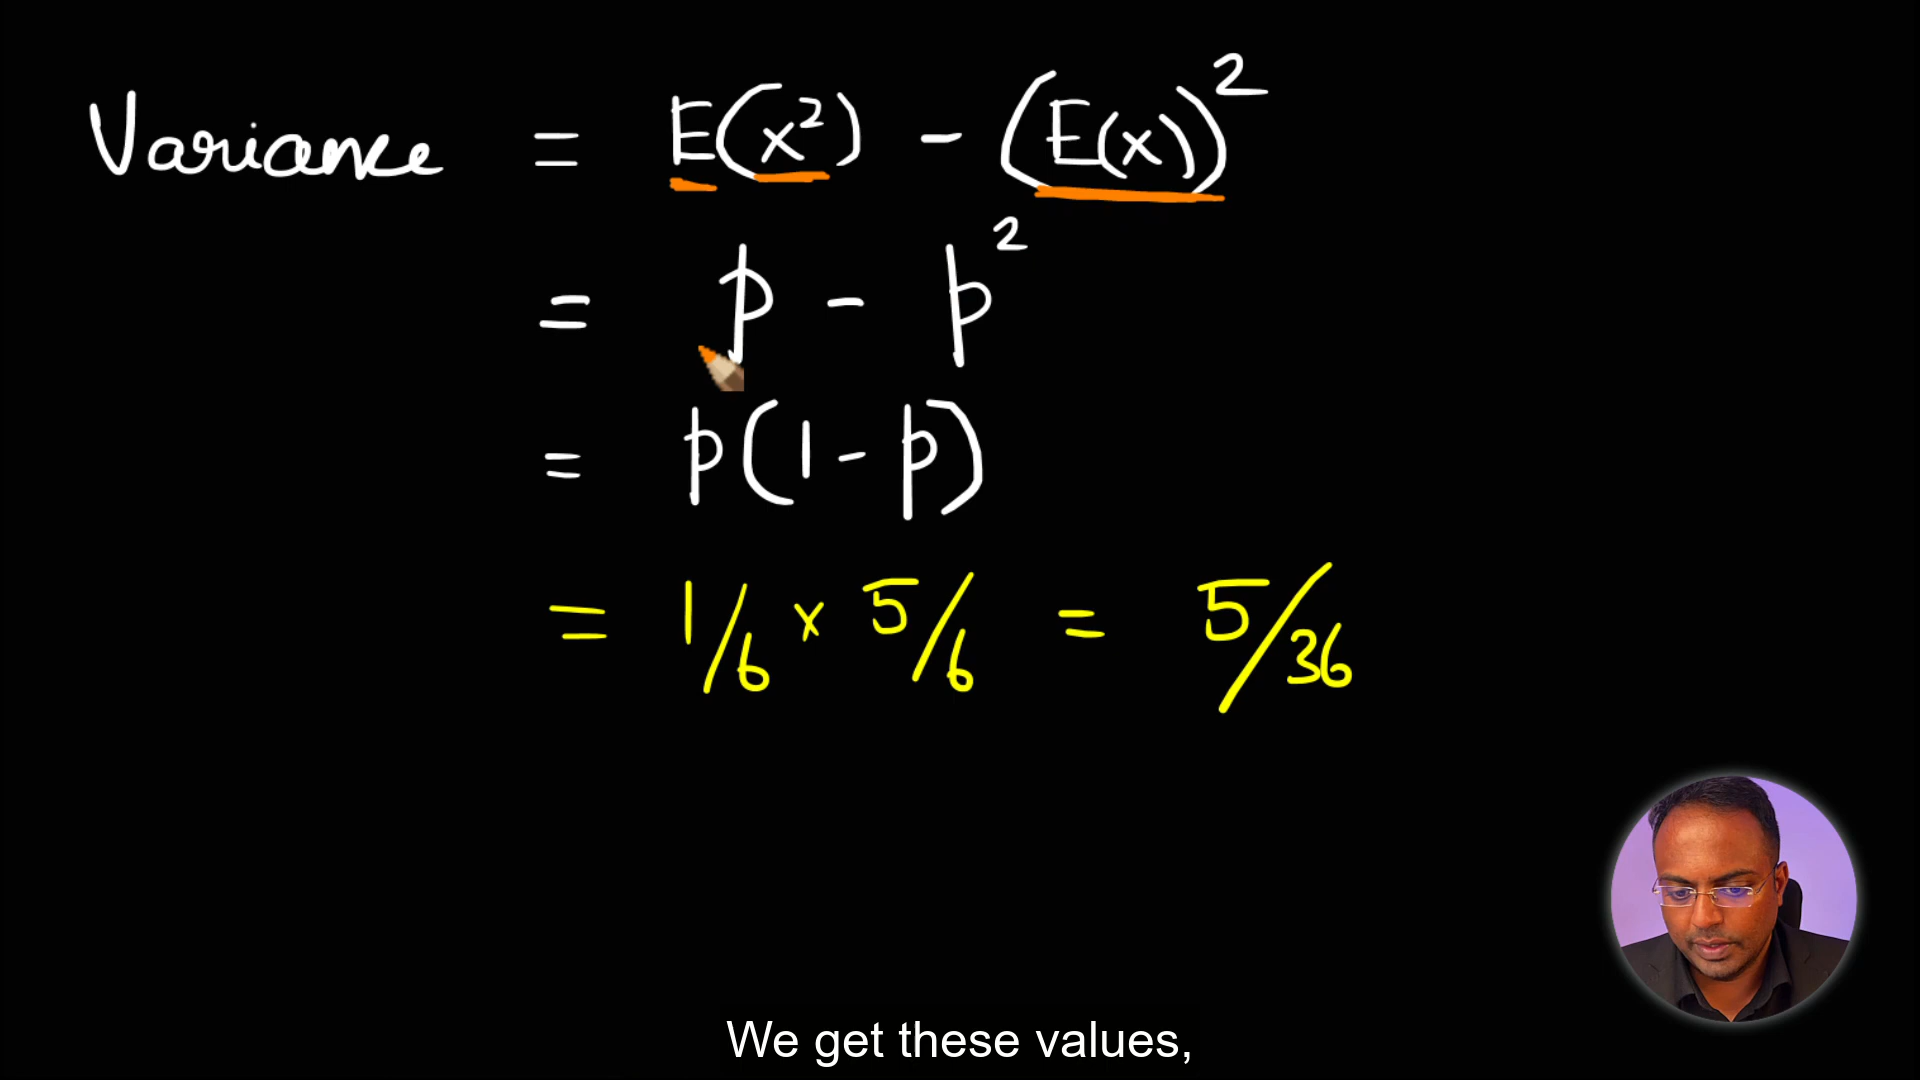 Variance = E(x²) - (E(x))²
= p - p²
= p(1 - p)
= 1/6 x 5/6 = 5/36
We get these values,